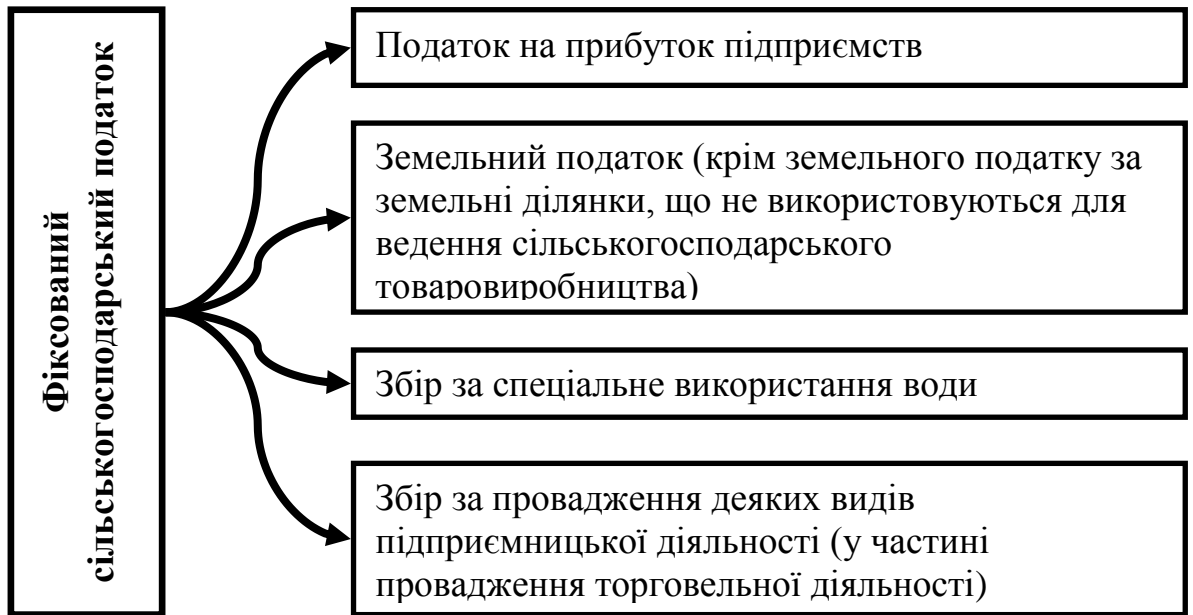 Фіксований
сільськогосподарський податок
Податок на прибуток підприємств
Земельний податок (крім земельного податку за
земельні ділянки, що не використовуються для
ведення сільськогосподарського
товаровиробництва)
Збір за спеціальне використання води
Збір за провадження деяких видів
підприємницької діяльності (у частині
провадження торговельної діяльності)